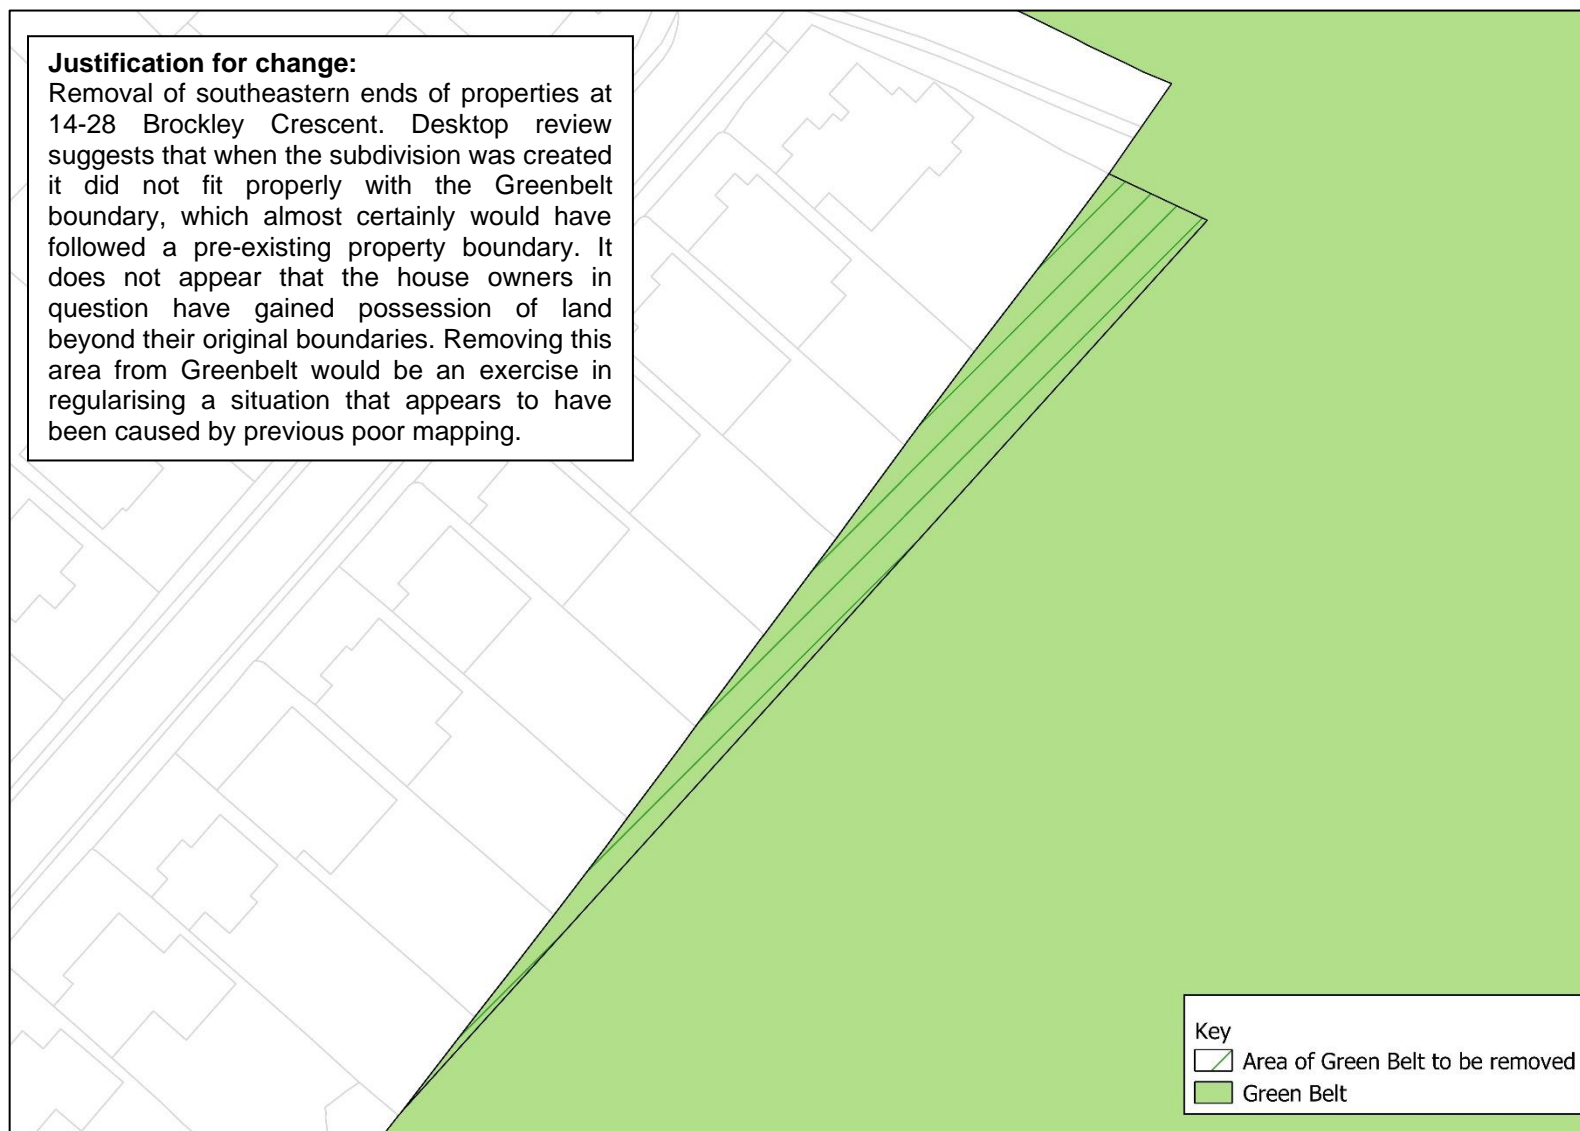 Justification for change:
Removal of southeastern ends of properties at
14-28 Brockley Crescent. Desktop review
suggests that when the subdivision was created
it did not fit properly with the Greenbelt
boundary, which almost certainly would have
followed a pre-existing property boundary. It
does not appear that the house owners in
question have gained possession of land
beyond their original boundaries. Removing this
area from Greenbelt would be an exercise in
regularising a situation that appears to have
been caused by previous poor mapping.
Key
Area of Green Belt to be removed
Green Belt